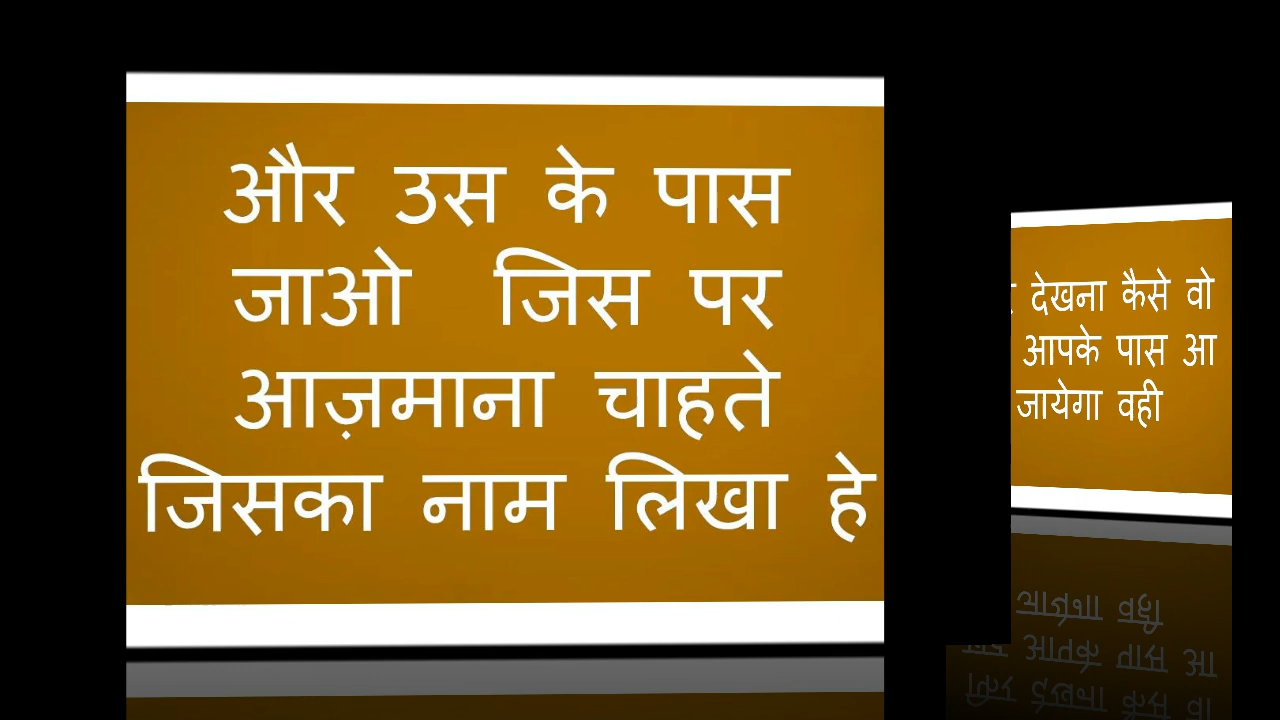 और उस के पास
जाओ जिस पर
आज़माना चाहते
जिसका नाम लिखा हे
देखना कैसे वो
आपके पास आ
जायेगा वही